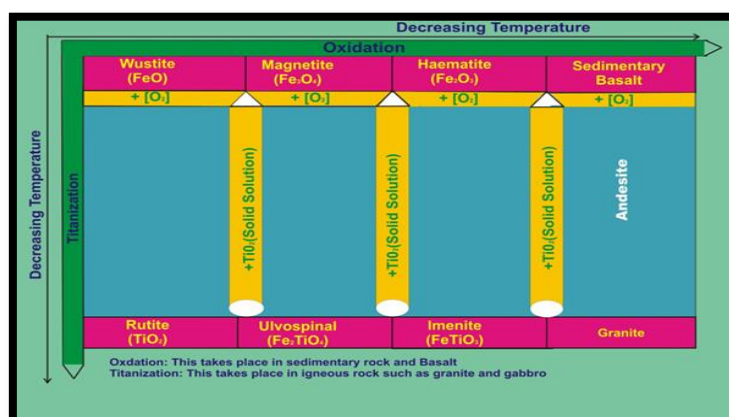 Decreasing Temperature
Oxidation
Wustite
(FeO)
Magnetite
(Fe₃O₄)
Haematite
(Fe₂O₃)
Sedimentary
Basalt
+ [O₂]
+ [O₂]
+ [O₂]
+ [O₂]
Decreasing Temperature
Titanization
+TiO₂(Solid Solution)
+TiO₂(Solid Solution)
+TiO₂(Solid Solution)
Andesite
Rutite
(TiO₂)
Ulvospinal
(Fe₂TiO₄)
Imenite
(FeTiO₃)
Granite
Oxdation: This takes place in sedimentary rock and Basalt
Titanization: This takes place in igneous rock such as granite and gabbro